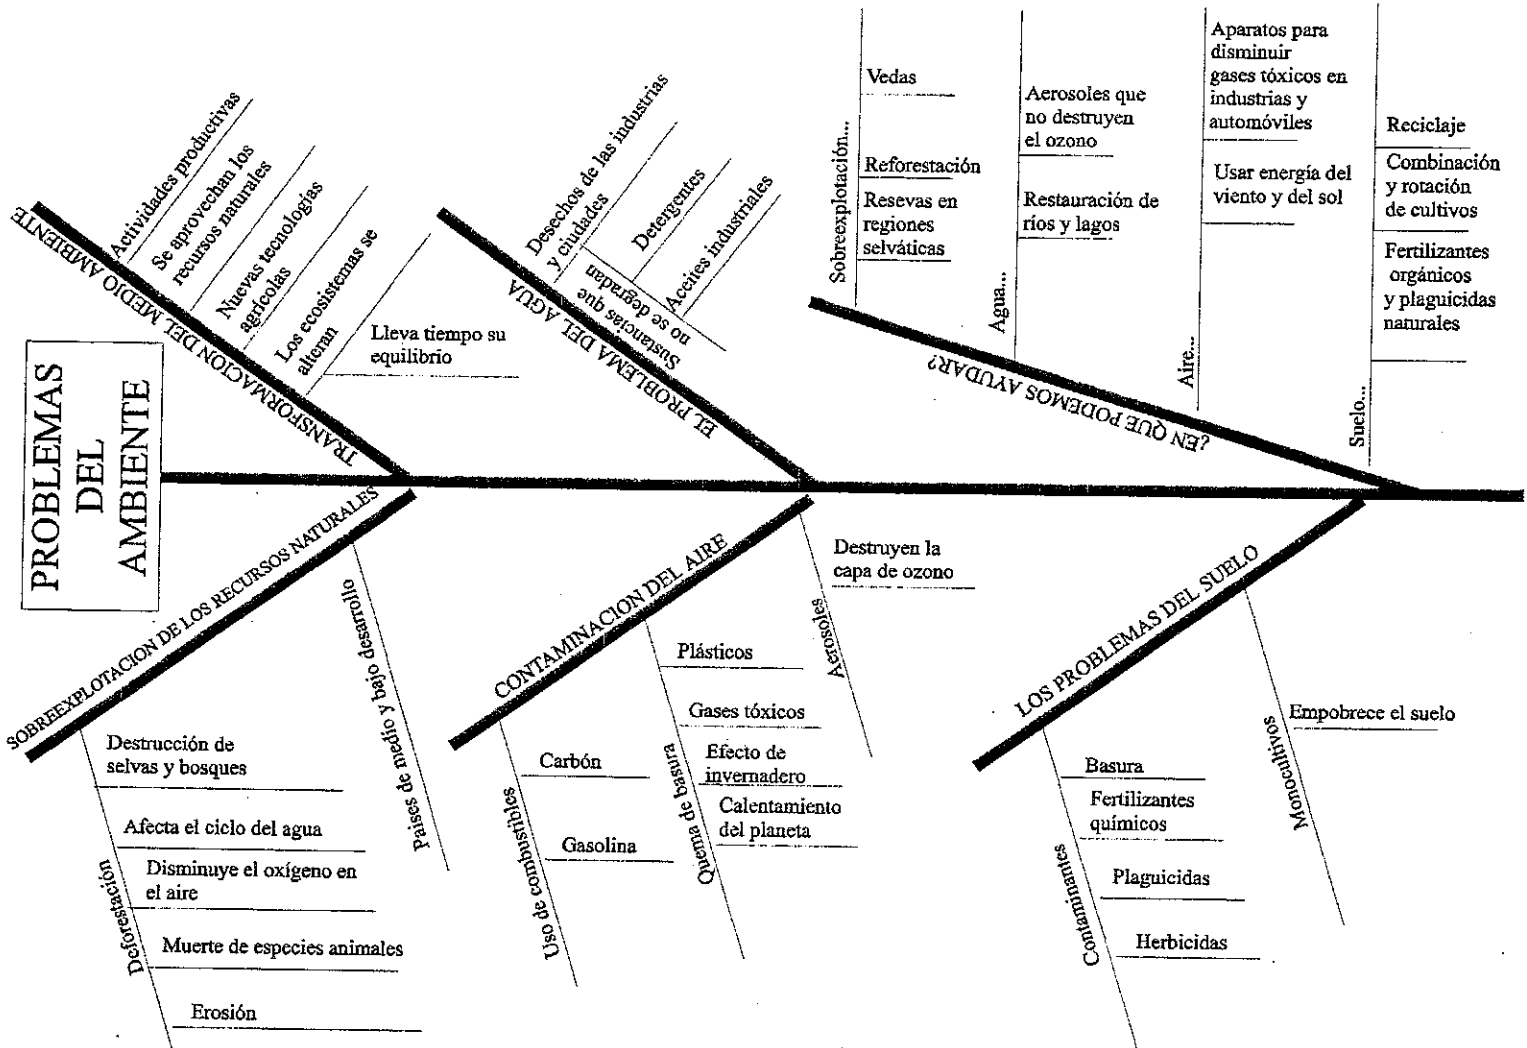 PROBLEMAS
DEL
AMBIENTE
TRANSFORMACION DEL MEDIO AMBIENTE
Actividades productivas
Se aprovechan los
recursos naturales
Nuevas tecnologías
agrícolas
Los ecosistemas se
alteran
Lleva tiempo su
equilibrio
EL PROBLEMA DEL AGUA
Desechos de las industrias
y ciudades
Sustancias que
no se degradan
Detergentes
Aceites industriales
¿EN QUE PODEMOS AYUDAR?
Sobreexplotación...
Vedas
Reforestación
Resevas en
regiones
selváticas
Agua...
Aerosoles que
no destruyen
el ozono
Restauración de
ríos y lagos
Aire...
Aparatos para
disminuir
gases tóxicos en
industrias y
automóviles
Usar energía del
viento y del sol
Suelo...
Reciclaje
Combinación
y rotación
de cultivos
Fertilizantes
orgánicos
y plaguicidas
naturales
SOBREEXPLOTACION DE LOS RECURSOS NATURALES
Deforestación
Destrucción de
selvas y bosques
Afecta el ciclo del agua
Disminuye el oxígeno en
el aire
Muerte de especies animales
Erosión
Paises de medio y bajo desarrollo
CONTAMINACION DEL AIRE
Uso de combustibles
Carbón
Gasolina
Quema de basura
Plásticos
Gases tóxicos
Efecto de
invernadero
Calentamiento
del planeta
Aerosoles
Destruyen la
capa de ozono
LOS PROBLEMAS DEL SUELO
Contaminantes
Basura
Fertilizantes
químicos
Plaguicidas
Herbicidas
Monocultivos
Empobrece el suelo